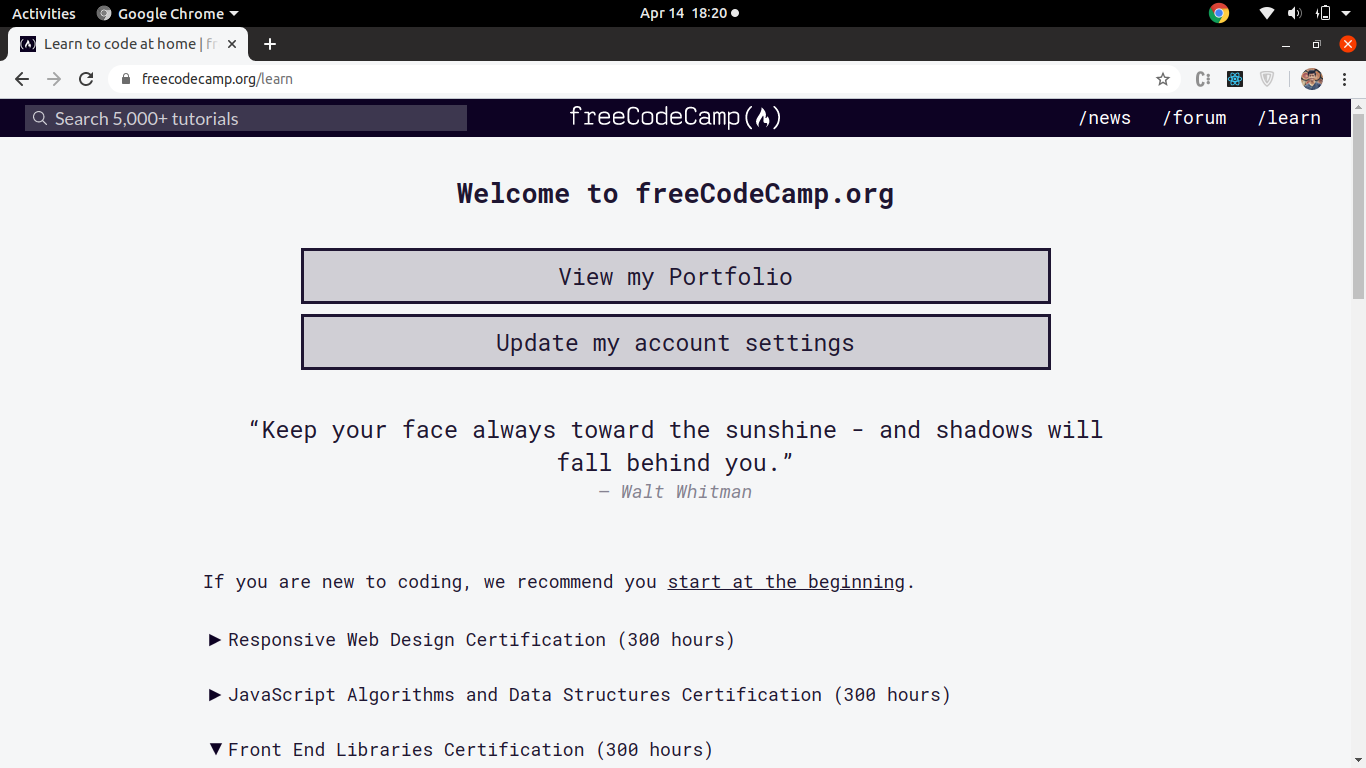 Activities
Google Chrome
Apr 14 18:20
Learn to code at home | fr
freecodecamp.org/learn
Search 5,000+ tutorials
freeCodeCamp
/news
/forum
/learn
Welcome to freeCodeCamp.org
View my Portfolio
Update my account settings
“Keep your face always toward the sunshine - and shadows will
fall behind you.”
— Walt Whitman
If you are new to coding, we recommend you start at the beginning.
Responsive Web Design Certification (300 hours)
JavaScript Algorithms and Data Structures Certification (300 hours)
Front End Libraries Certification (300 hours)